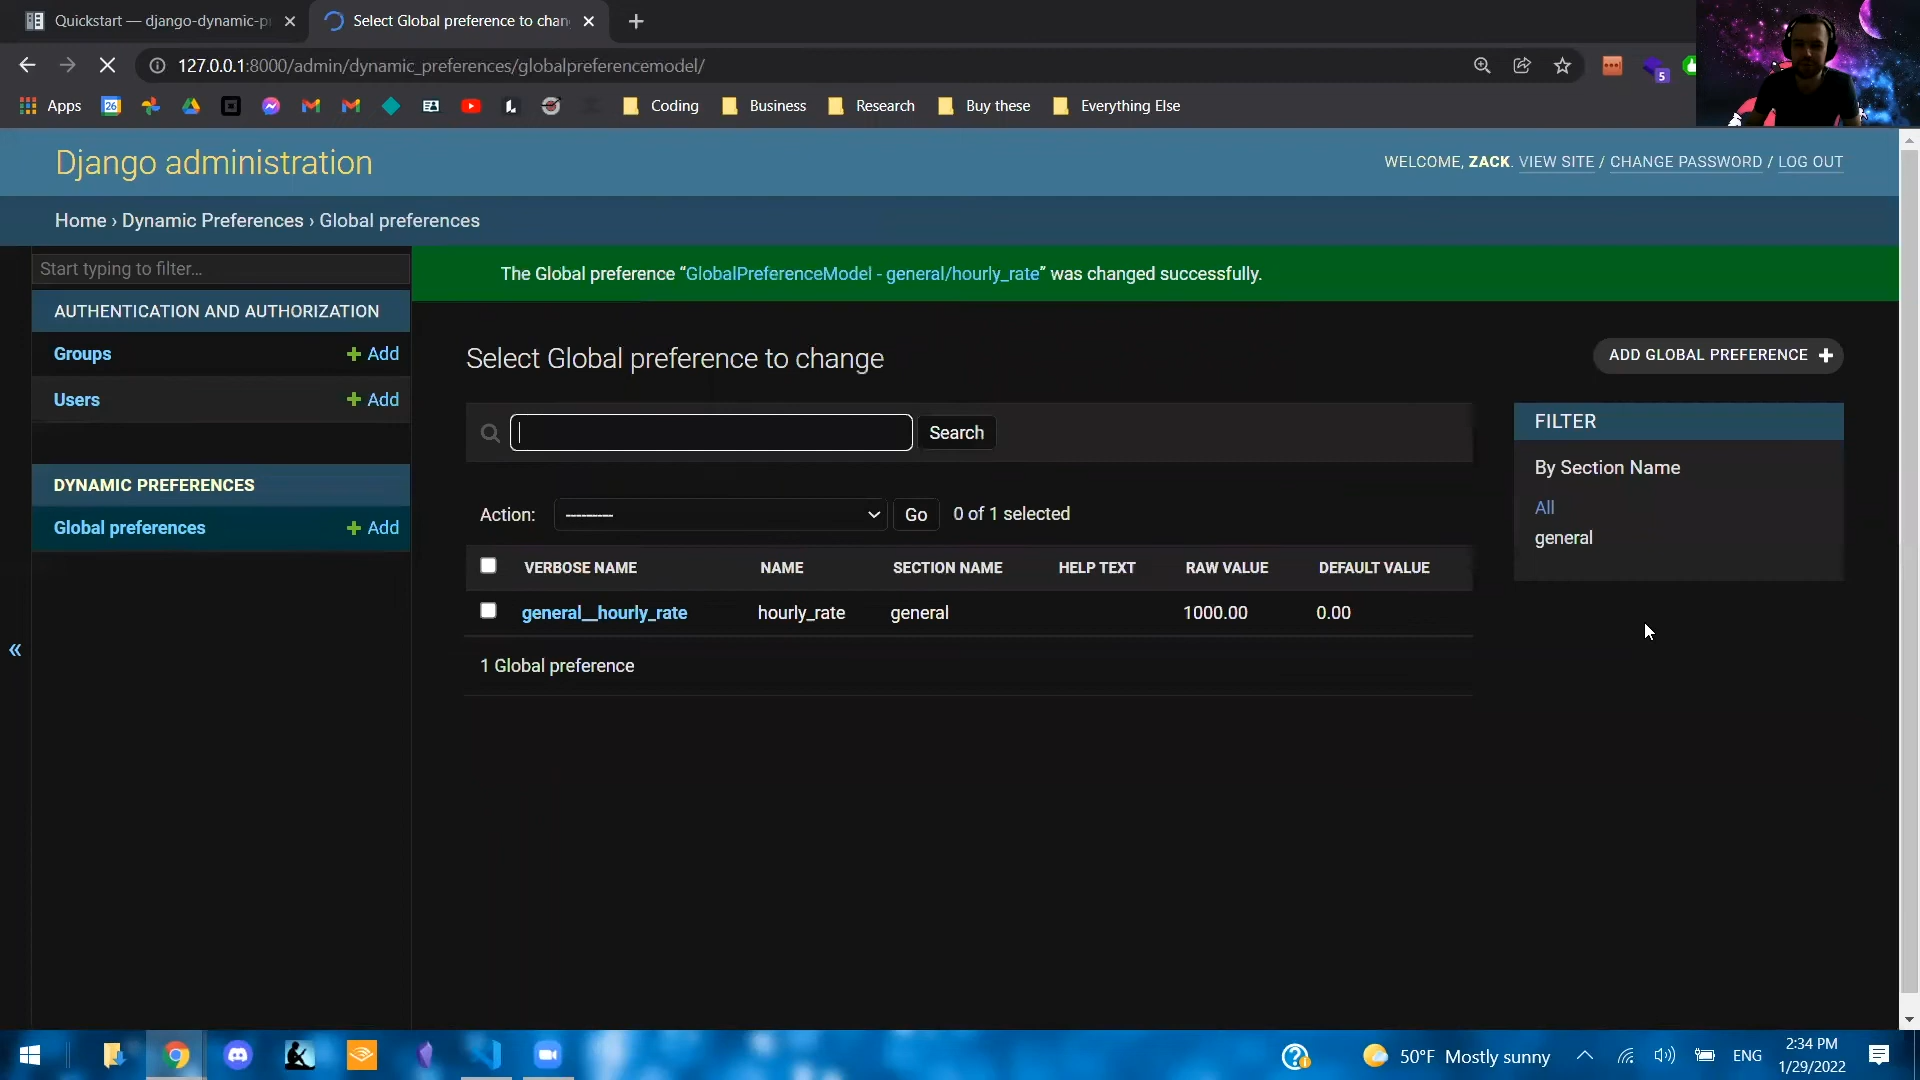 Quickstart — django-dynamic-p
Select Global preference to chan
127.0.0.1:8000/admin/dynamic_preferences/globalpreferencemodel/
5
Apps
26
Coding
Business
Research
Buy these
Everything Else
Django administration
WELCOME, ZACK. VIEW SITE / CHANGE PASSWORD / LOG OUT
Home › Dynamic Preferences › Global preferences
Start typing to filter...
AUTHENTICATION AND AUTHORIZATION
Groups + Add
Users + Add
DYNAMIC PREFERENCES
Global preferences + Add
«
The Global preference “GlobalPreferenceModel - general/hourly_rate” was changed successfully.
Select Global preference to change
ADD GLOBAL PREFERENCE +
Search
Action: --------- Go 0 of 1 selected
VERBOSE NAME NAME SECTION NAME HELP TEXT RAW VALUE DEFAULT VALUE
general__hourly_rate hourly_rate general 1000.00 0.00
1 Global preference
FILTER
By Section Name
All
general
50°F Mostly sunny
ENG
2:34 PM
1/29/2022